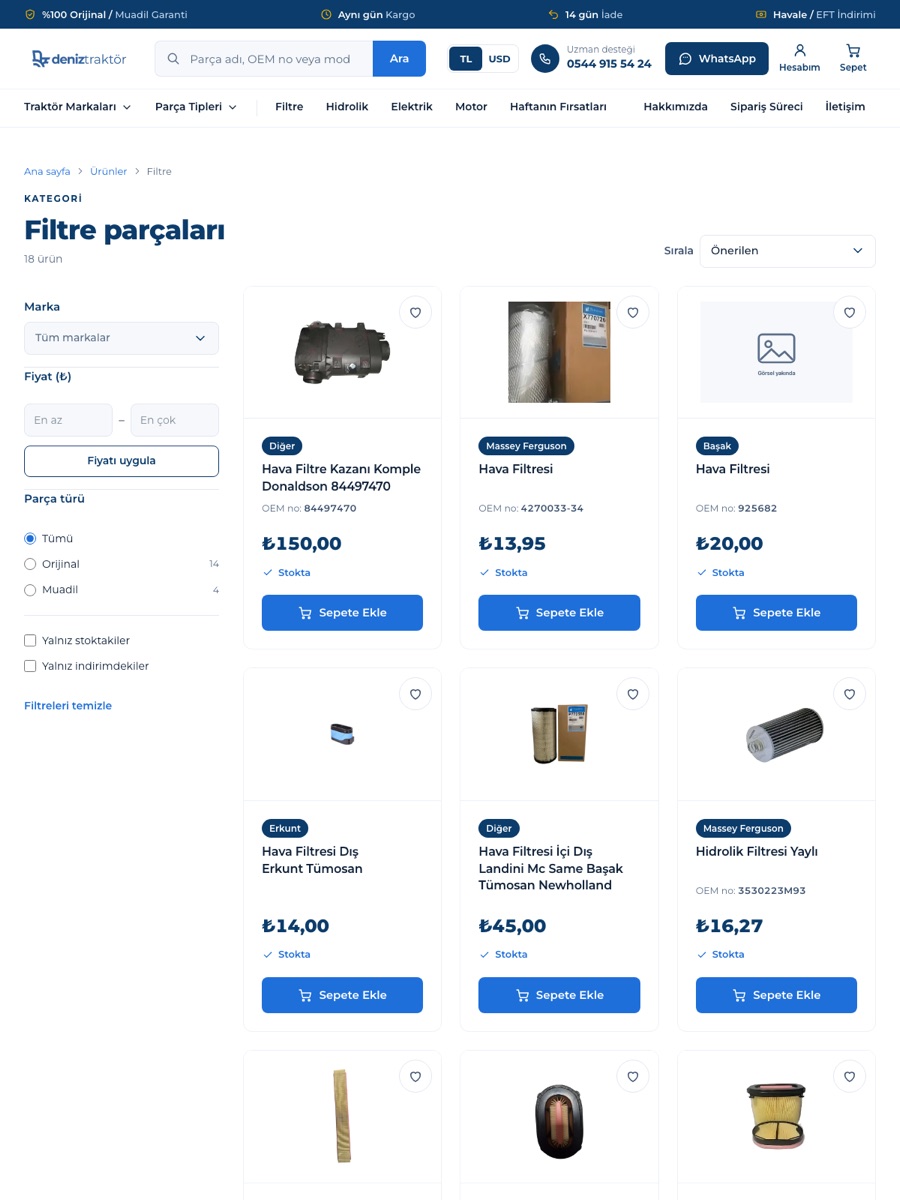 %100 Orijinal / Muadil Garanti
Aynı gün Kargo
14 gün İade
Havale / EFT İndirimi
deniztraktör
Parça adı, OEM no veya mod
Ara
TL
USD
Uzman desteği
0544 915 54 24
WhatsApp
Hesabım
Sepet
Traktör Markaları
Parça Tipleri
Filtre
Hidrolik
Elektrik
Motor
Haftanın Fırsatları
Hakkımızda
Sipariş Süreci
İletişim
Ana sayfa > Ürünler > Filtre
KATEGORİ
Filtre parçaları
18 ürün
Sırala
Önerilen
Marka
Tüm markalar
Fiyat (₺)
En az
–
En çok
Fiyatı uygula
Parça türü
Tümü
Orijinal
14
Muadil
4
Yalnız stoktakiler
Yalnız indirimdekiler
Filtreleri temizle
Diğer
Hava Filtre Kazanı Komple
Donaldson 84497470
OEM no: 84497470
₺150,00
Stokta
Sepete Ekle
Massey Ferguson
Hava Filtresi
OEM no: 4270033-34
₺13,95
Stokta
Sepete Ekle
Görsel yakında
Başak
Hava Filtresi
OEM no: 925682
₺20,00
Stokta
Sepete Ekle
Erkunt
Hava Filtresi Dış
Erkunt Tümosan
₺14,00
Stokta
Sepete Ekle
Diğer
Hava Filtresi İçi Dış
Landini Mc Same Başak
Tümosan Newholland
₺45,00
Stokta
Sepete Ekle
Massey Ferguson
Hidrolik Filtresi Yaylı
OEM no: 3530223M93
₺16,27
Stokta
Sepete Ekle